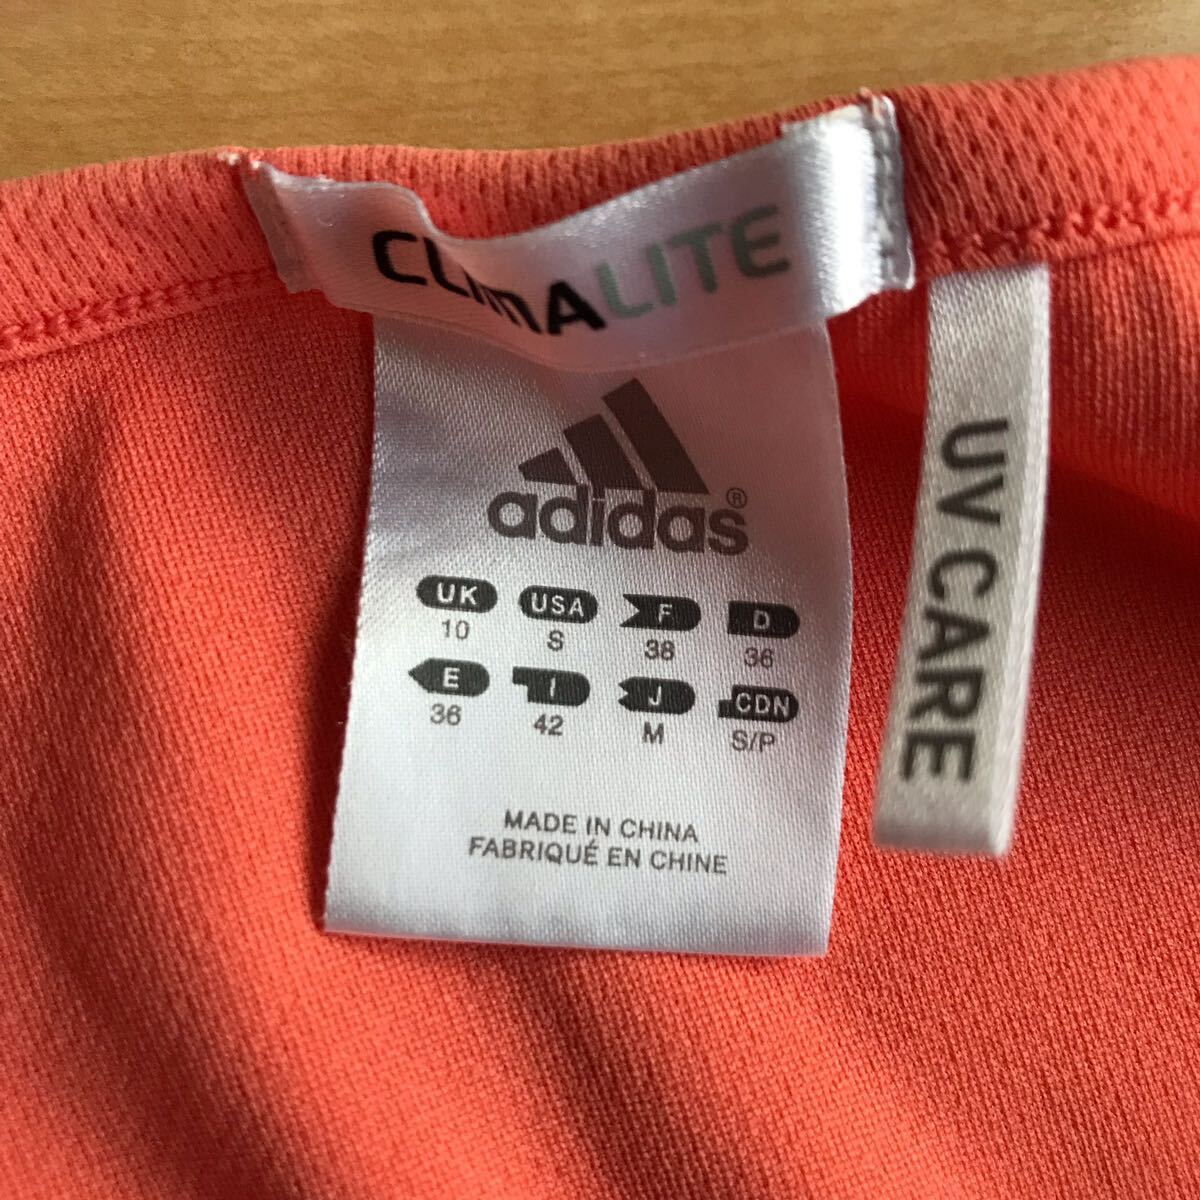 CLIMALITE
adidas®
UK USA F D
10 S 38 36
E I J CDN
36 42 M S/P
MADE IN CHINA
FABRIQUÉ EN CHINE
UV CARE